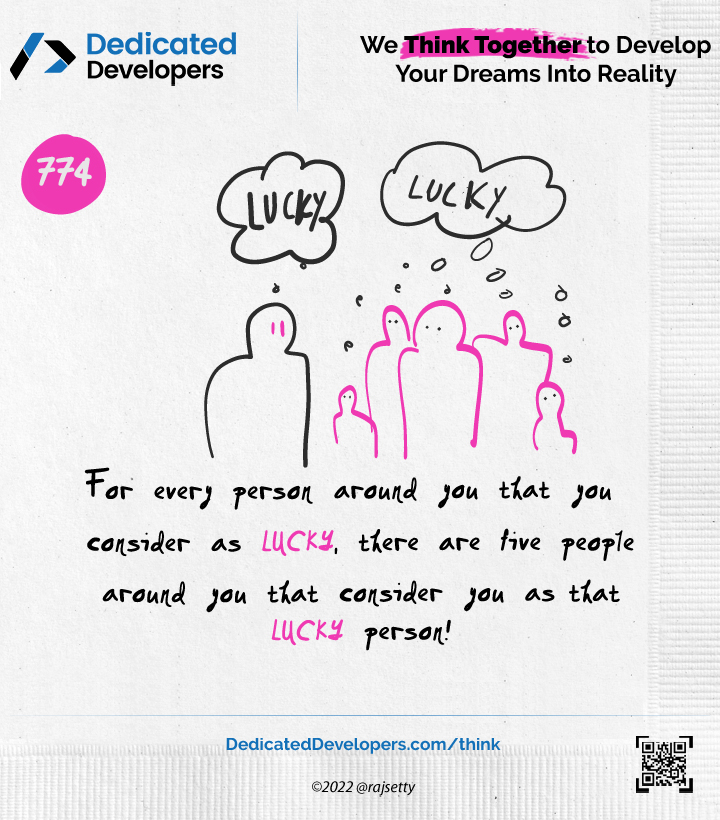 Dedicated
Developers
We Think Together to Develop
Your Dreams Into Reality
774
LUCKY
LUCKY
For every person around you that you
consider as LUCKY, there are five people
around you that consider you as that
LUCKY person!
DedicatedDevelopers.com/think
©2022 @rajsetty